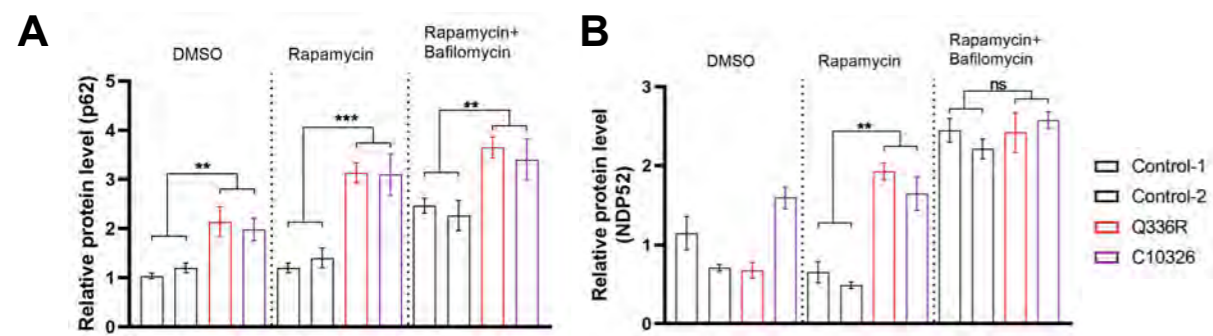 A
DMSO
Rapamycin
Rapamycin+
Bafilomycin
Relative protein level (p62)
5
4
3
2
1
0
**
***
**
B
DMSO
Rapamycin
Rapamycin+
Bafilomycin
Relative protein level
(NDP52)
3
2
1
0
**
ns
Control-1
Control-2
Q336R
C10326